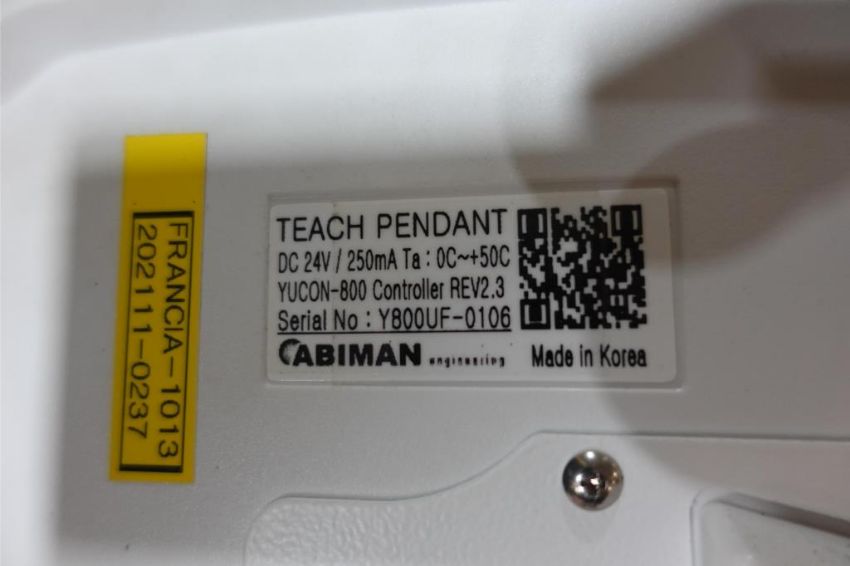 FRANCIA-1013
202111-0237
TEACH PENDANT
DC 24V / 250mA Ta : 0C~+50C
YUCON-800 Controller REV2.3
Serial No : Y800UF-0106
CABIMAN engineering
Made in Korea